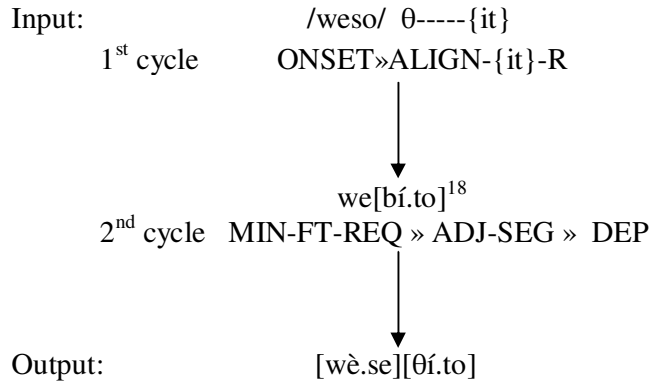 Input: /weso/ θ-----{it}
1st cycle ONSET»ALIGN-{it}-R
we[bí.to]18
2nd cycle MIN-FT-REQ » ADJ-SEG » DEP
Output: [wè.se][θí.to]